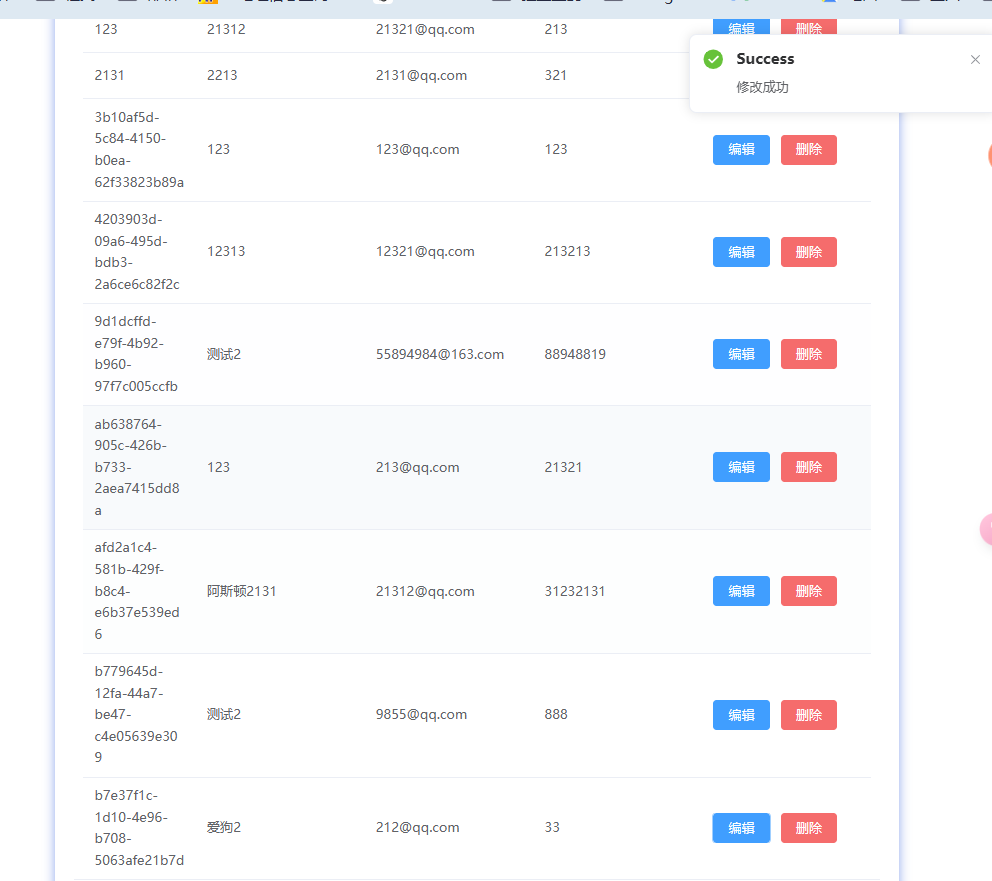 123 21312 21321@qq.com 213 编辑 删除
Success
2131 2213 2131@qq.com 321
修改成功
3b10af5d-
5c84-4150-
b0ea-
62f33823b89a
123 123@qq.com 123 编辑 删除
4203903d-
09a6-495d-
bdb3-
2a6ce6c82f2c
12313 12321@qq.com 213213 编辑 删除
9d1dcffd-
e79f-4b92-
b960-
97f7c005ccfb
测试2 55894984@163.com 88948819 编辑 删除
ab638764-
905c-426b-
b733-
2aea7415dd8
a
123 213@qq.com 21321 编辑 删除
afd2a1c4-
581b-429f-
b8c4-
e6b37e539ed
6
阿斯顿2131 21312@qq.com 31232131 编辑 删除
b779645d-
12fa-44a7-
be47-
c4e05639e30
9
测试2 9855@qq.com 888 编辑 删除
b7e37f1c-
1d10-4e96-
b708-
5063afe21b7d
爱狗2 212@qq.com 33 编辑 删除